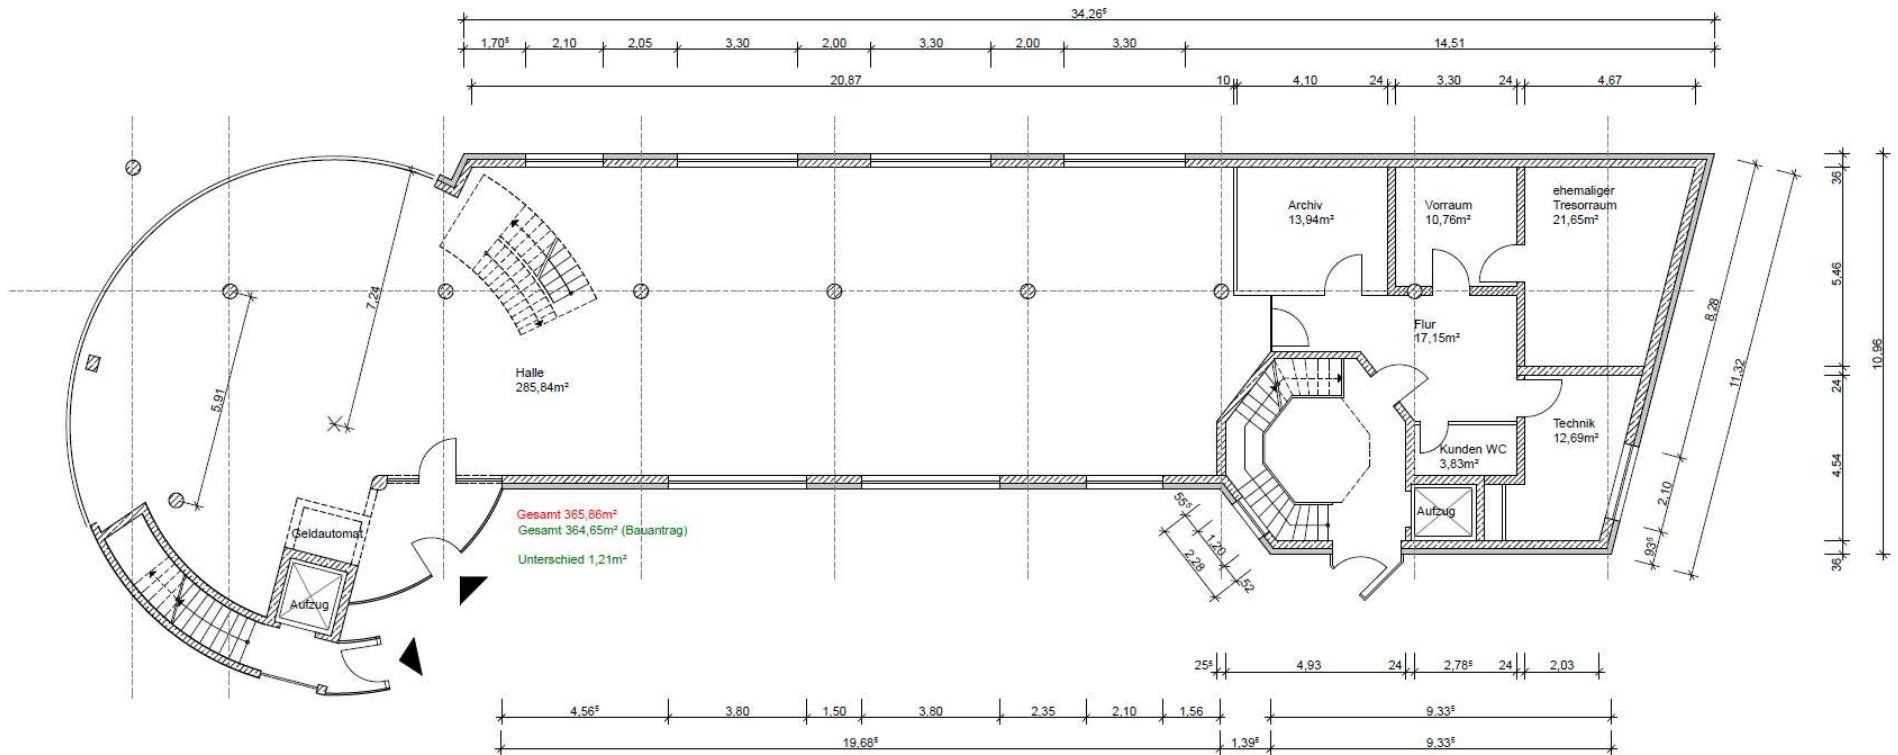 34,26⁵
1,70⁵ 2,10 2,05 3,30 2,00 3,30 2,00 3,30 14,51
20,87 10 4,10 24 3,30 24 4,67
Archiv
13,94m²
Vorraum
10,76m²
ehemaliger
Tresorraum
21,65m²
36
5,46
24
4,54
36
10,96
8,28
11,32
2,10
93⁵
7,24
5,91
Halle
285,84m²
Flur
17,15m²
Technik
12,69m²
Kunden WC
3,83m²
Aufzug
Geldautomat
Aufzug
Gesamt 365,86m²
Gesamt 364,65m² (Bauantrag)
Unterschied 1,21m²
55⁵
1,20
52
2,28
25⁵ 4,93 24 2,78⁵ 24 2,03
4,56⁵ 3,80 1,50 3,80 2,35 2,10 1,56 9,33⁵
19,68⁵ 1,39⁵ 9,33⁵